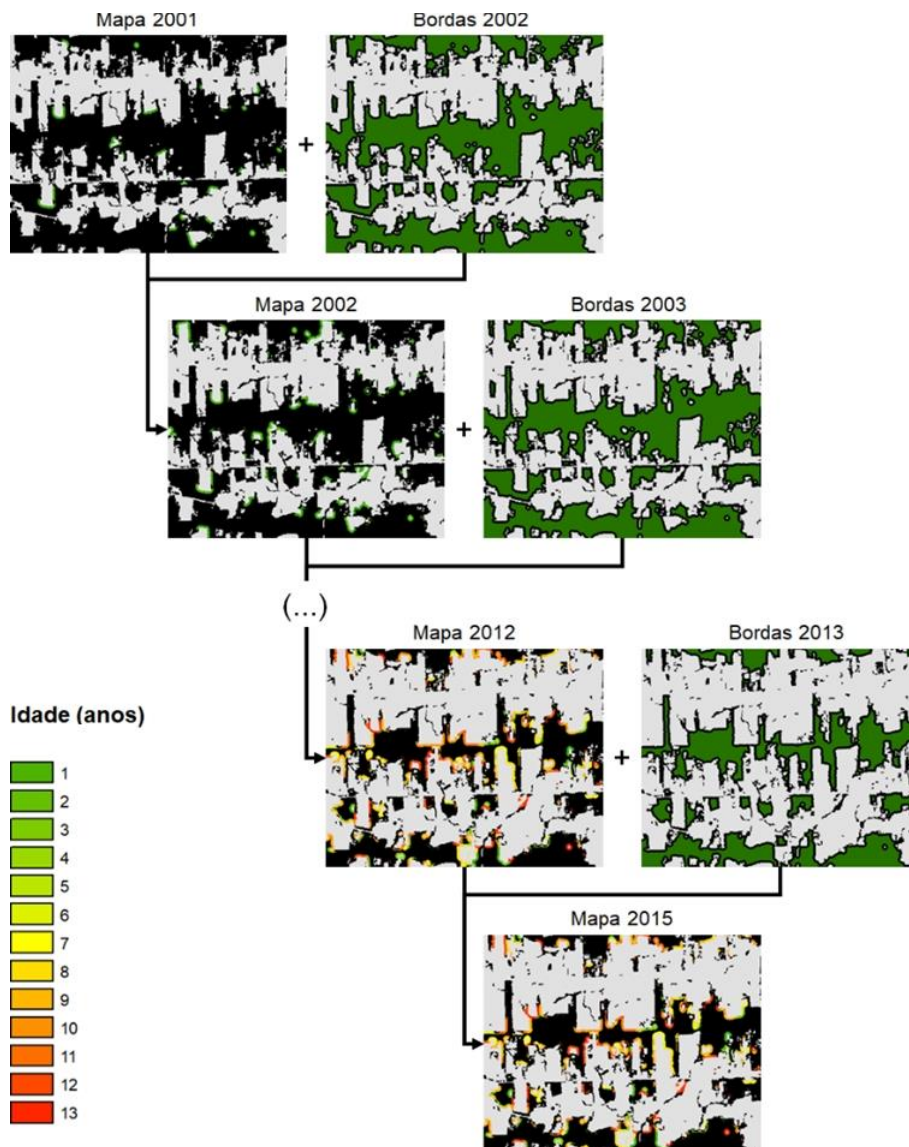 Mapa 2001
Bordas 2002
+
Mapa 2002
Bordas 2003
+
(...)
Mapa 2012
Bordas 2013
+
Idade (anos)
1
2
3
4
5
6
7
8
9
10
11
12
13
Mapa 2015